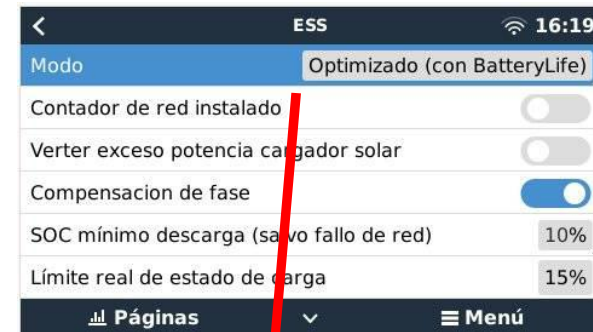 ESS 16:19
Modo Optimizado (con BatteryLife)
Contador de red instalado
Verter exceso potencia cargador solar
Compensacion de fase
SOC mínimo descarga (salvo fallo de red) 10%
Límite real de estado de carga 15%
Páginas Menú